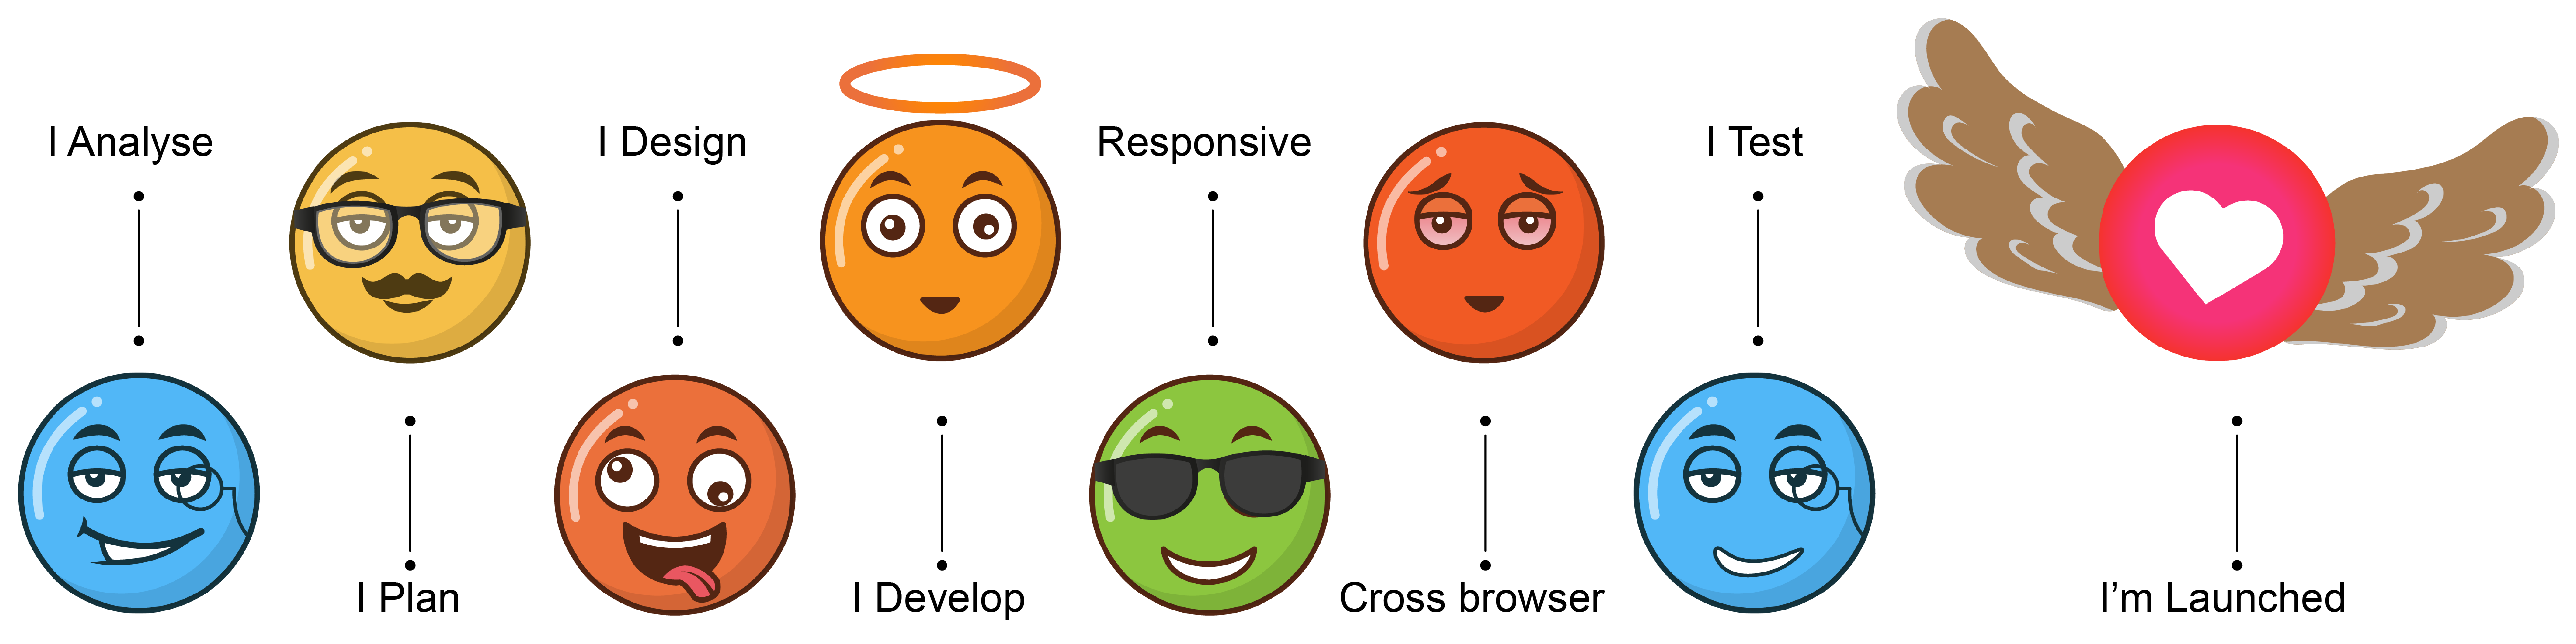 I Analyse
I Plan
I Design
I Develop
Responsive
Cross browser
I Test
I’m Launched